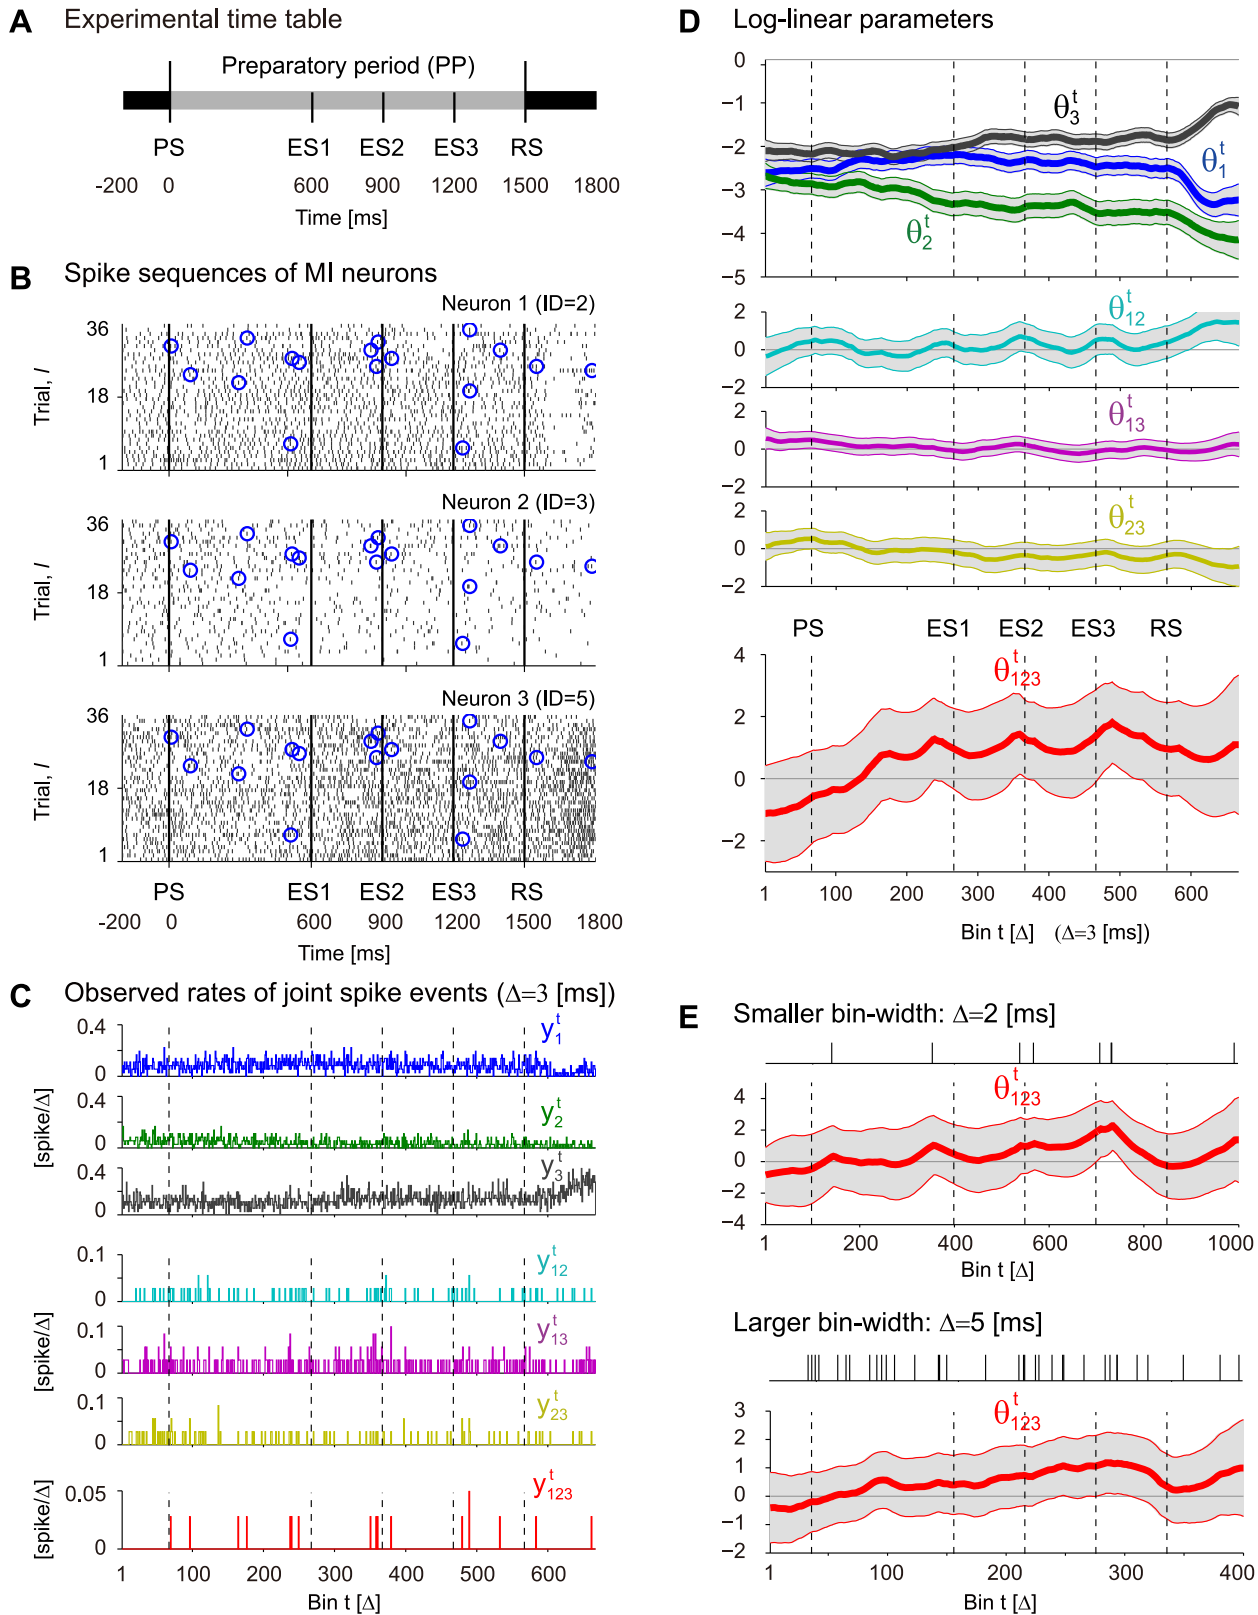 A Experimental time table
Preparatory period (PP)
PS ES1 ES2 ES3 RS
-200 0 600 900 1200 1500 1800
Time [ms]
B Spike sequences of MI neurons
Neuron 1 (ID=2)
36
18
1
Trial, l
Neuron 2 (ID=3)
36
18
1
Trial, l
Neuron 3 (ID=5)
36
18
1
Trial, l
PS ES1 ES2 ES3 RS
-200 0 600 900 1200 1500 1800
Time [ms]
C Observed rates of joint spike events (Δ=3 [ms])
0.4
0
y₁ᵗ
0.4
0
y₂ᵗ
0.4
0
y₃ᵗ
[spike/Δ]
0.1
0
y₁₂ᵗ
0.1
0
y₁₃ᵗ
0.1
0
y₂₃ᵗ
[spike/Δ]
0.05
0
y₁₂₃ᵗ
[spike/Δ]
1 100 200 300 400 500 600
Bin t [Δ]
D Log-linear parameters
0
−1
−2
−3
−4
−5
θ₃ᵗ
θ₁ᵗ
θ₂ᵗ
2
0
−2
θ₁₂ᵗ
2
0
−2
θ₁₃ᵗ
2
0
−2
θ₂₃ᵗ
PS ES1 ES2 ES3 RS
4
2
0
−2
θ₁₂₃ᵗ
1 100 200 300 400 500 600
Bin t [Δ] (Δ=3 [ms])
E Smaller bin-width: Δ=2 [ms]
4
2
0
−2
−4
θ₁₂₃ᵗ
1 200 400 600 800 1000
Bin t [Δ]
Larger bin-width: Δ=5 [ms]
3
2
1
0
−1
−2
θ₁₂₃ᵗ
1 100 200 300 400
Bin t [Δ]